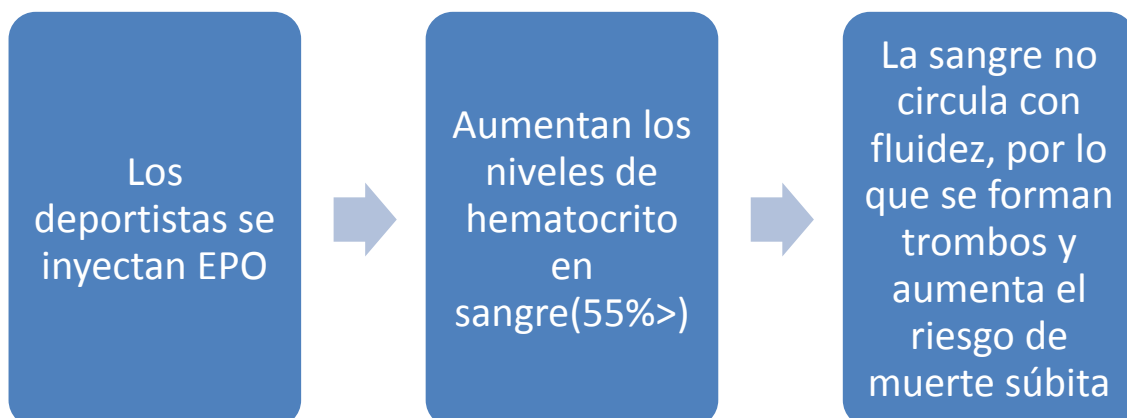 Los
deportistas se
inyectan EPO
Aumentan los
niveles de
hematocrito
en
sangre(55%>)
La sangre no
circula con
fluidez, por lo
que se forman
trombos y
aumenta el
riesgo de
muerte súbita